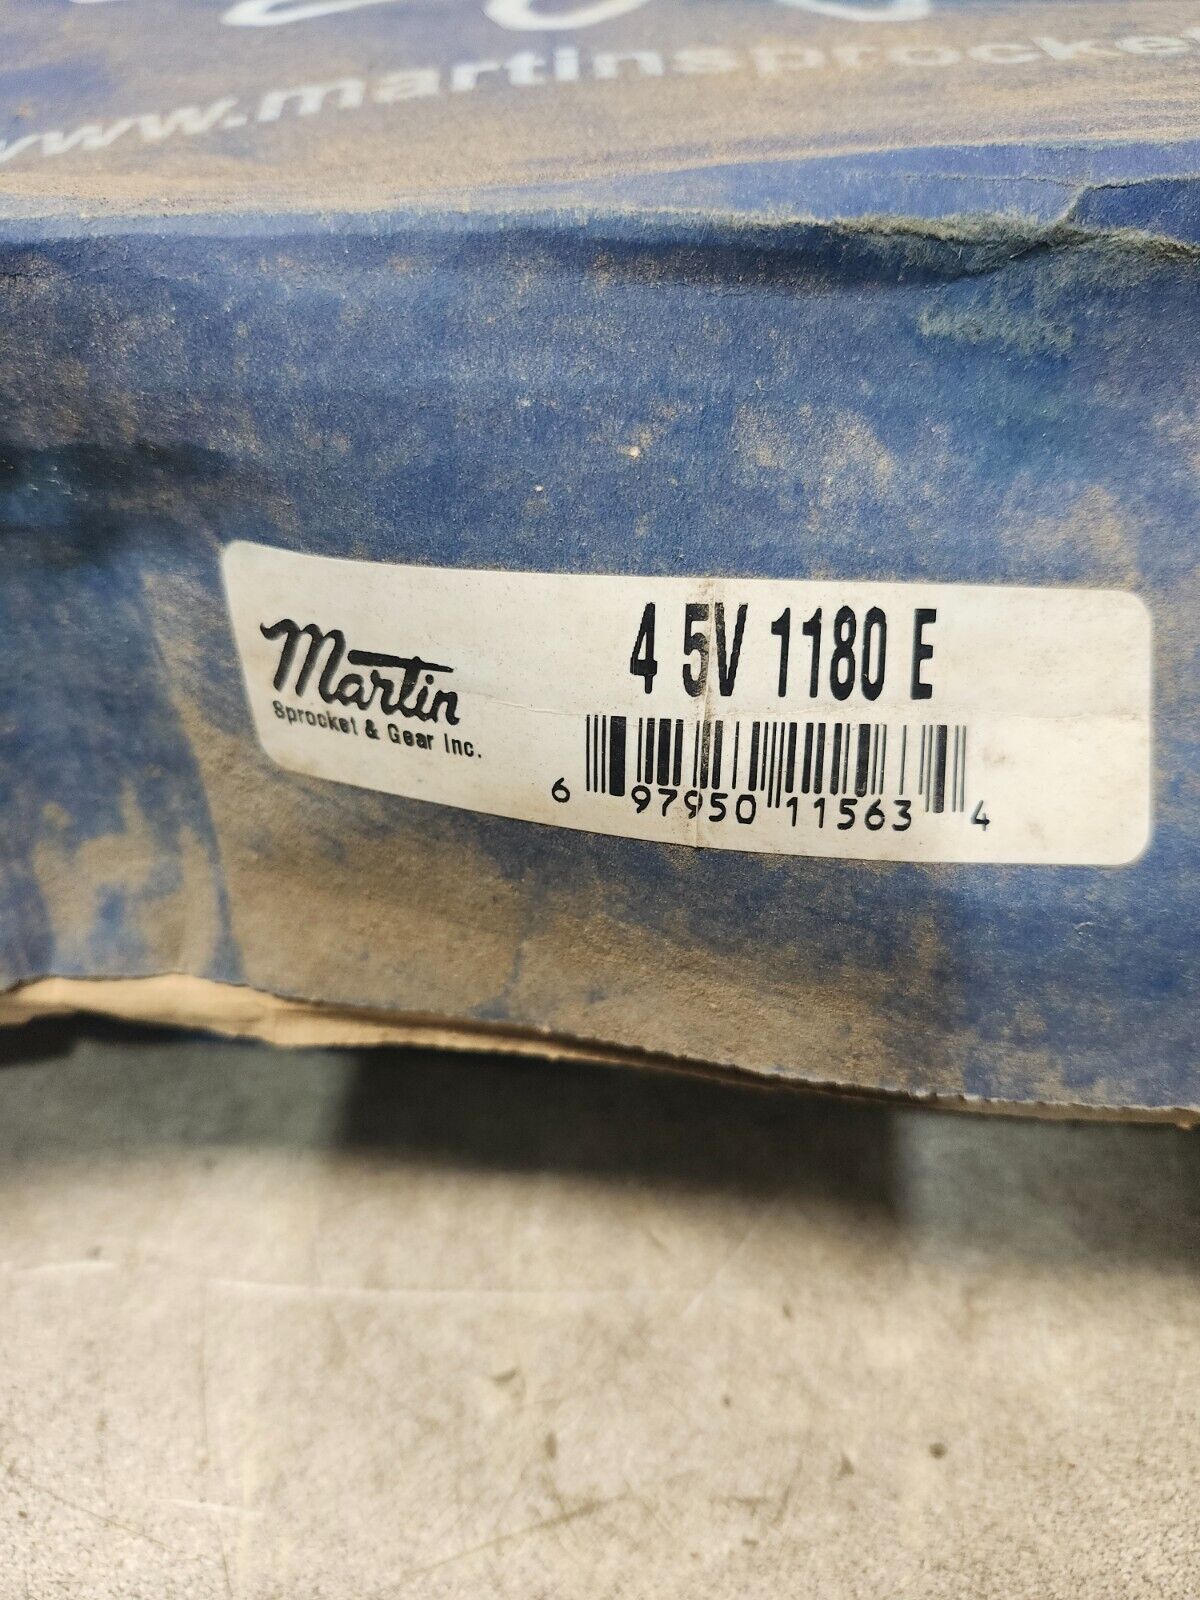 www.martinsprocke
Martin
Sprocket & Gear Inc.
4 5V 1180 E
6 97950 11563 4